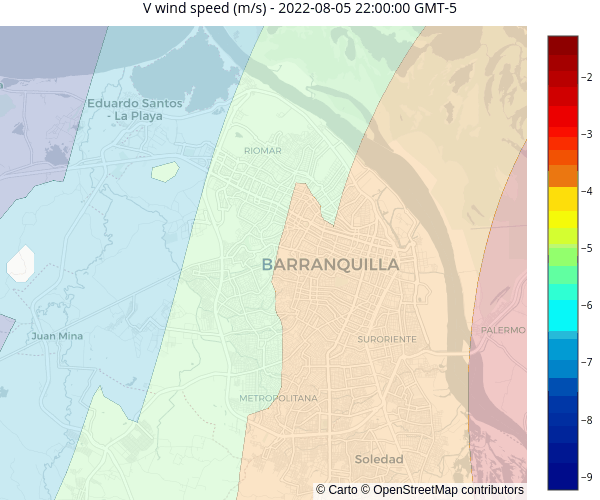 V wind speed (m/s) - 2022-08-05 22:00:00 GMT-5
Eduardo Santos
- La Playa
RIOMAR
BARRANQUILLA
Juan Mina
SURORIENTE
PALERMO
METROPOLITANA
Soledad
© Carto © OpenStreetMap contributors
−2
−3
−4
−5
−6
−7
−8
−9